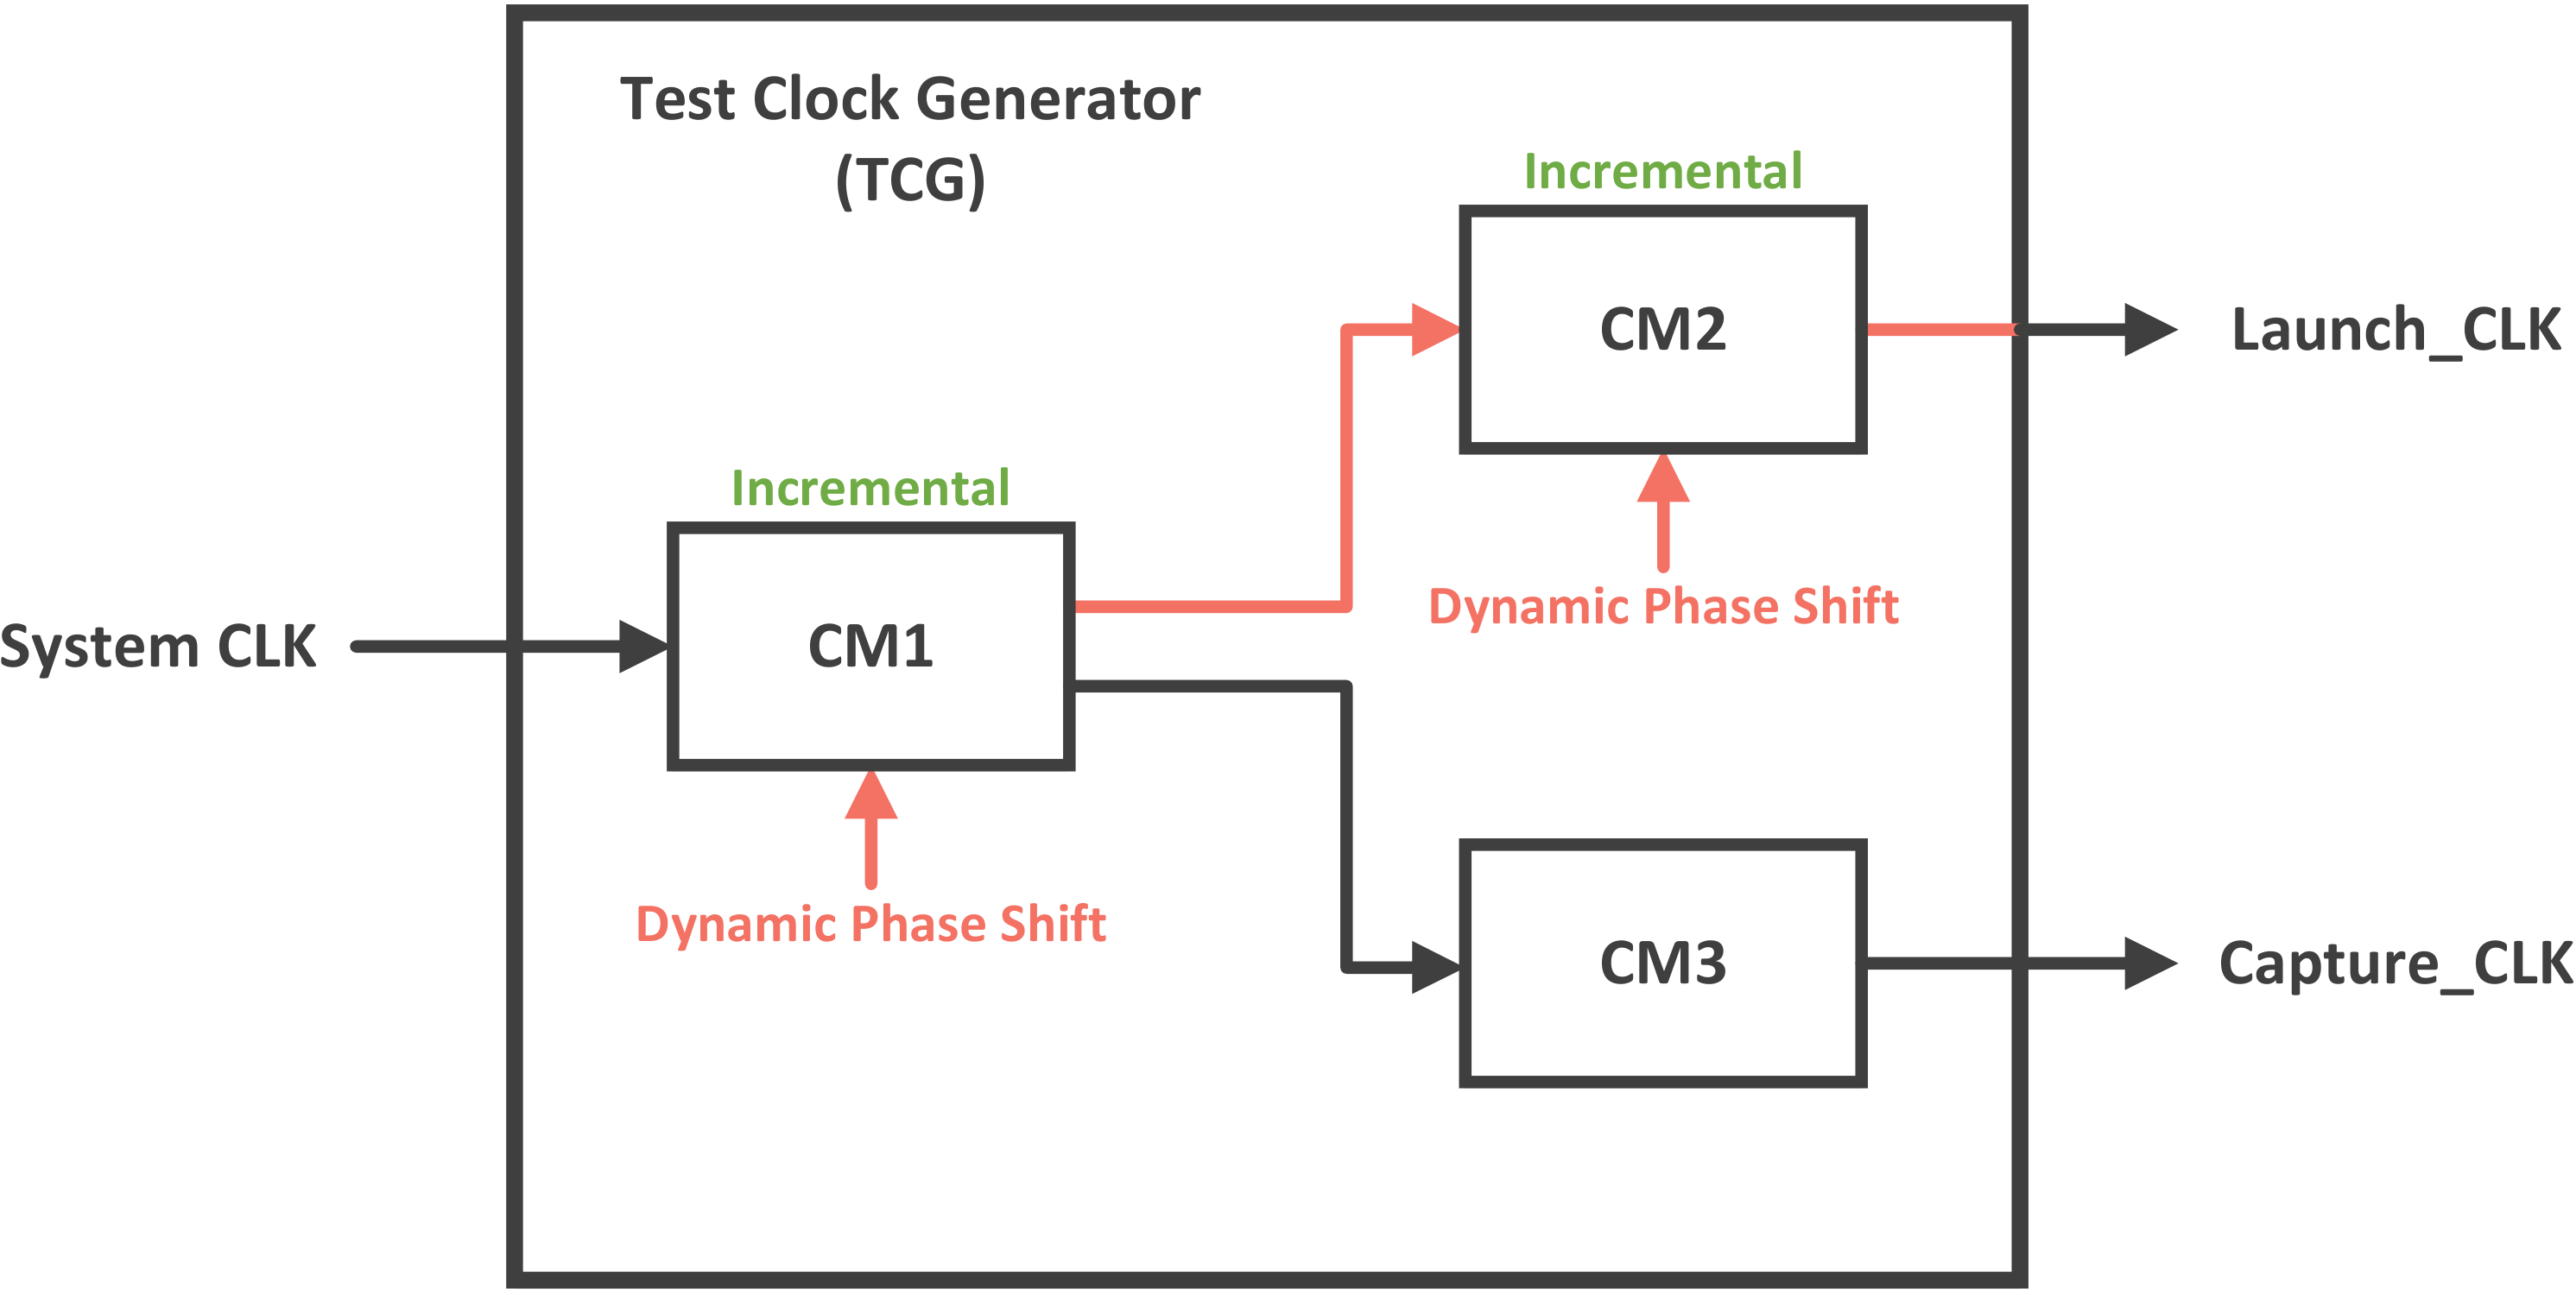 Test Clock Generator
(TCG)
Incremental
CM2
Launch_CLK
Dynamic Phase Shift
Incremental
System CLK
CM1
Dynamic Phase Shift
CM3
Capture_CLK